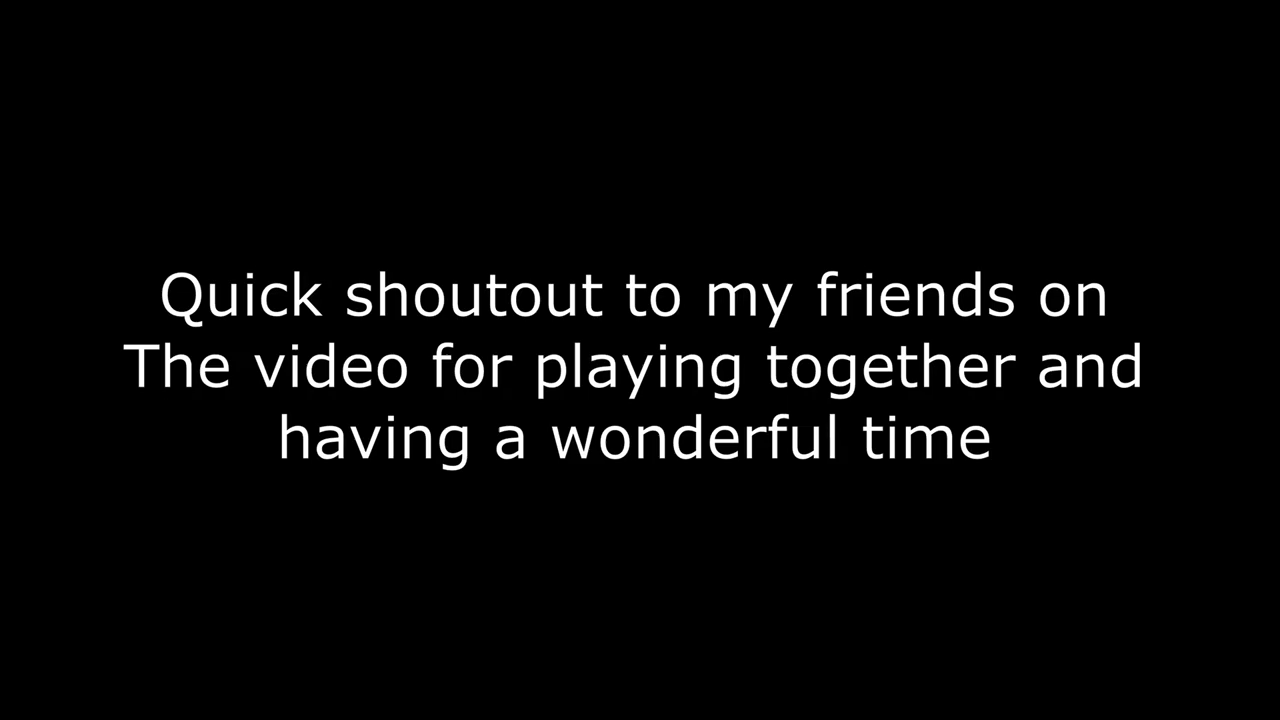 Quick shoutout to my friends on
The video for playing together and
having a wonderful time